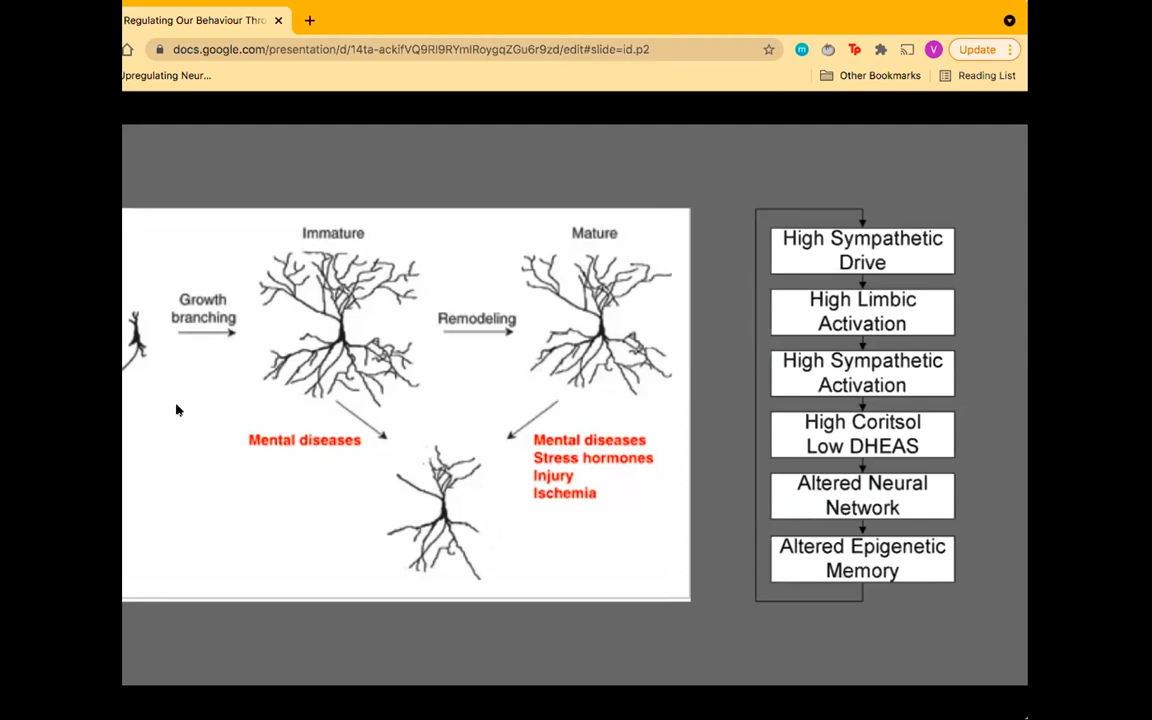 Regulating Our Behaviour Thro
docs.google.com/presentation/d/14ta-ackifVQ9RI9RYmIRoygqZGu6r9zd/edit#slide=id.p2
m
Tp
V
Update
Upregulating Neur...
Other Bookmarks
Reading List
Immature
Mature
Growth
branching
Remodeling
Mental diseases
Mental diseases
Stress hormones
Injury
Ischemia
High Sympathetic
Drive
High Limbic
Activation
High Sympathetic
Activation
High Coritsol
Low DHEAS
Altered Neural
Network
Altered Epigenetic
Memory